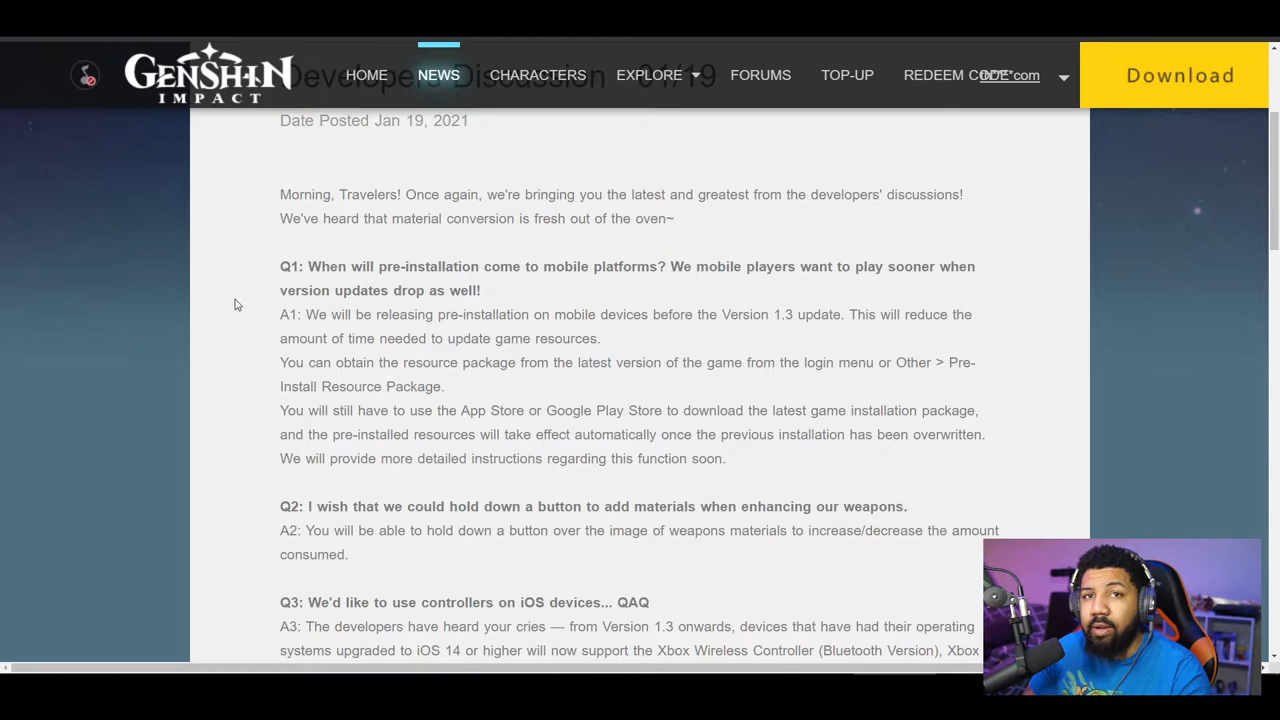 GENSHIN
IMPACT
HOME
NEWS
CHARACTERS
EXPLORE
FORUMS
TOP-UP
REDEEM CODE
Download
Developers Discussion - 01/19
Date Posted Jan 19, 2021
Morning, Travelers! Once again, we're bringing you the latest and greatest from the developers' discussions!
We've heard that material conversion is fresh out of the oven~
Q1: When will pre-installation come to mobile platforms? We mobile players want to play sooner when
version updates drop as well!
A1: We will be releasing pre-installation on mobile devices before the Version 1.3 update. This will reduce the
amount of time needed to update game resources.
You can obtain the resource package from the latest version of the game from the login menu or Other > Pre-
Install Resource Package.
You will still have to use the App Store or Google Play Store to download the latest game installation package,
and the pre-installed resources will take effect automatically once the previous installation has been overwritten.
We will provide more detailed instructions regarding this function soon.
Q2: I wish that we could hold down a button to add materials when enhancing our weapons.
A2: You will be able to hold down a button over the image of weapons materials to increase/decrease the amount
consumed.
Q3: We'd like to use controllers on iOS devices... QAQ
A3: The developers have heard your cries — from Version 1.3 onwards, devices that have had their operating
systems upgraded to iOS 14 or higher will now support the Xbox Wireless Controller (Bluetooth Version), Xbox